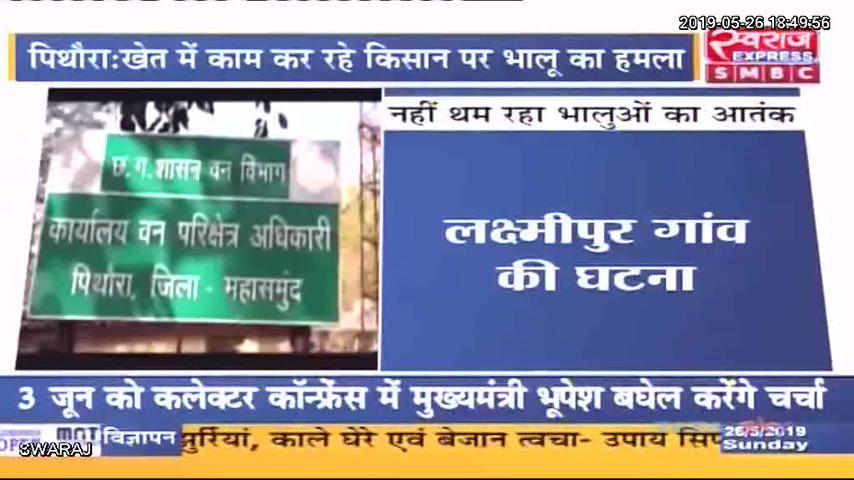 2019-05-26 18:49:56
पिथौरा:खेत में काम कर रहे किसान पर भालू का हमला
स्वराज
EXPRESS
SMBC
नहीं थम रहा भालुओं का आतंक
छ.ग.शासन वन विभाग
कार्यालय वन परिक्षेत्र अधिकारी
पिथौरा, जिला - महासमुंद
लक्ष्मीपुर गांव
की घटना
3 जून को कलेक्टर कॉन्फ्रेंस में मुख्यमंत्री भूपेश बघेल करेंगे चर्चा
विज्ञापन
झुर्रियां, काले घेरे एवं बेजान त्वचा- उपाय सिर्फ
26/5/2019
Sunday
SWARAJ